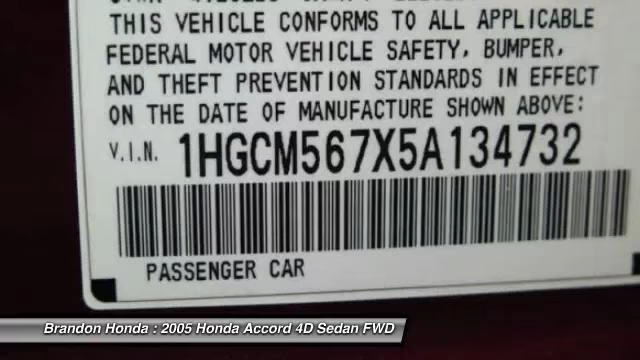 THIS VEHICLE CONFORMS TO ALL APPLICABLE
FEDERAL MOTOR VEHICLE SAFETY, BUMPER,
AND THEFT PREVENTION STANDARDS IN EFFECT
ON THE DATE OF MANUFACTURE SHOWN ABOVE:
V.I.N. 1HGCM567X5A134732
PASSENGER CAR
Brandon Honda : 2005 Honda Accord 4D Sedan FWD